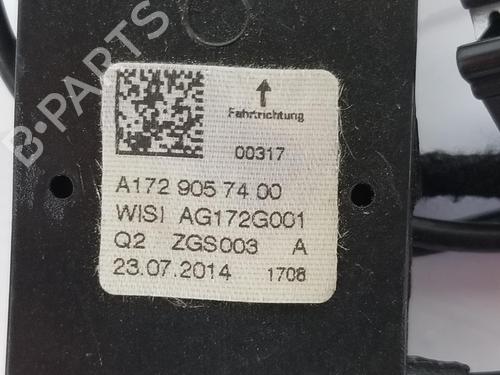 B-PARTS
Fahrtrichtung
00317
A172 905 74 00
WISI AG172G001
Q2 ZGS003 A
23.07.2014 1708